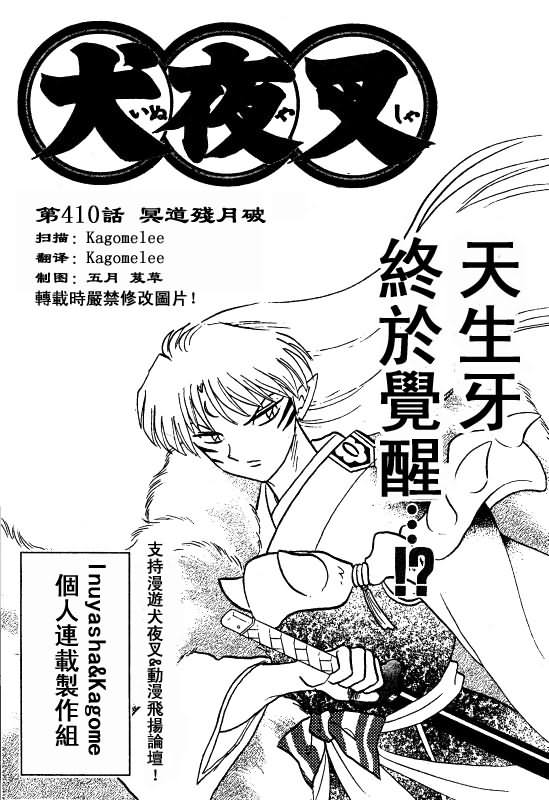 犬夜叉
いぬ や しゃ
第410話 冥道殘月破
扫描: Kagomelee
翻译: Kagomelee
制图: 五月 萇草
轉載時嚴禁修改圖片!
天生牙
終於覺醒…!?
支持漫遊犬夜叉&動漫飛揚論壇!
Inuyasha&Kagome
個人連載製作組